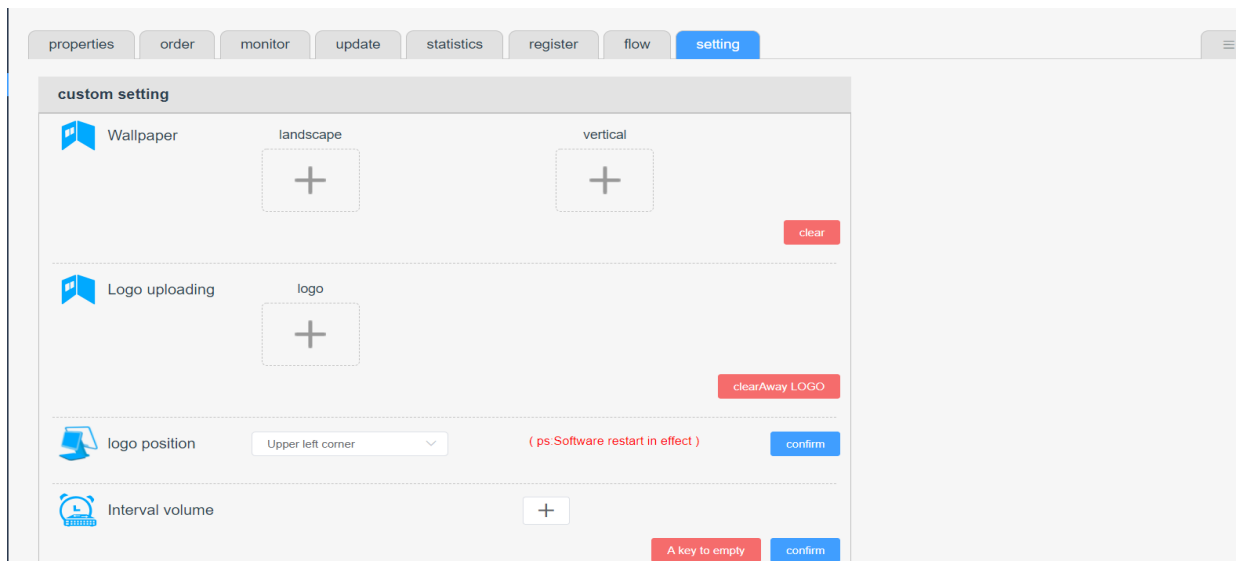 properties order monitor update statistics register flow setting
custom setting
Wallpaper landscape vertical
clear
Logo uploading logo
clearAway LOGO
logo position Upper left corner ( ps:Software restart in effect ) confirm
Interval volume
A key to empty confirm